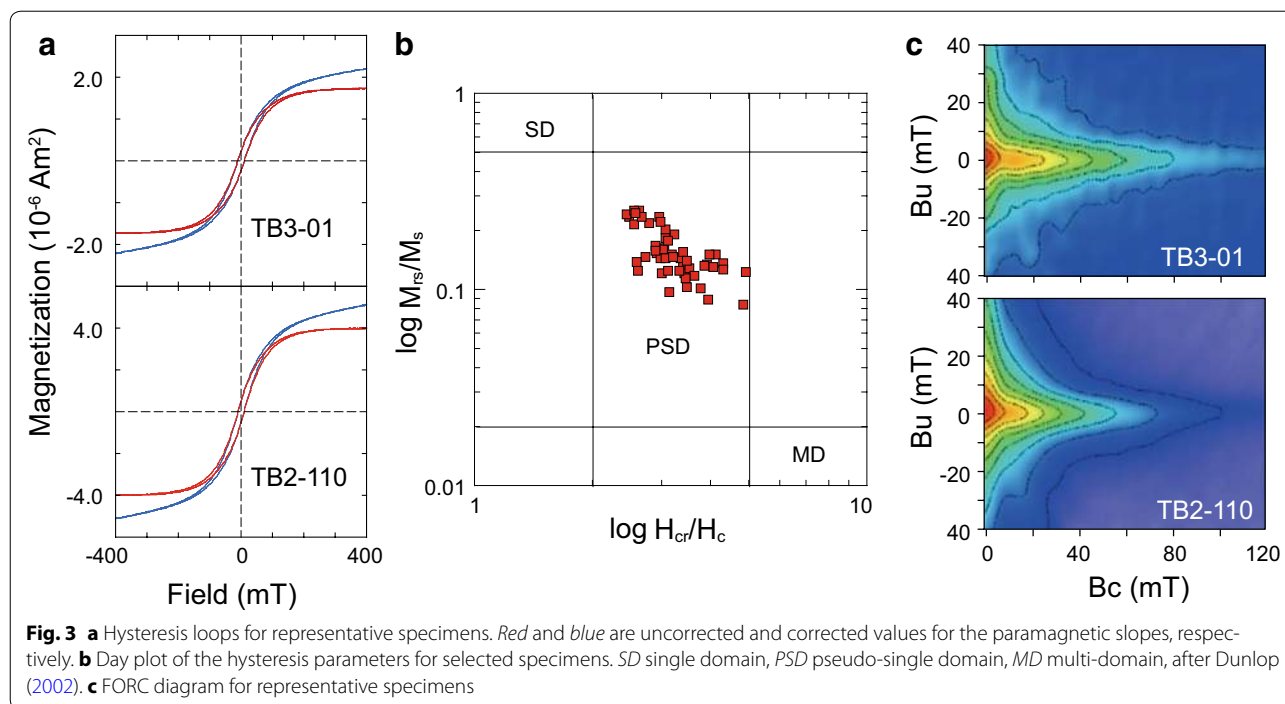 a
b
c
2.0
-2.0
TB3-01
4.0
-4.0
TB2-110
Magnetization (10⁻⁶ Am²)
-400
0
400
Field (mT)
1
0.1
0.01
log Mrs/Ms
SD
PSD
MD
1
10
log Hcr/Hc
40
20
0
-20
40
Bu (mT)
TB3-01
40
20
0
-20
40
Bu (mT)
TB2-110
0
40
80
120
Bc (mT)
Fig. 3 a Hysteresis loops for representative specimens. Red and blue are uncorrected and corrected values for the paramagnetic slopes, respec-
tively. b Day plot of the hysteresis parameters for selected specimens. SD single domain, PSD pseudo-single domain, MD multi-domain, after Dunlop
(2002). c FORC diagram for representative specimens